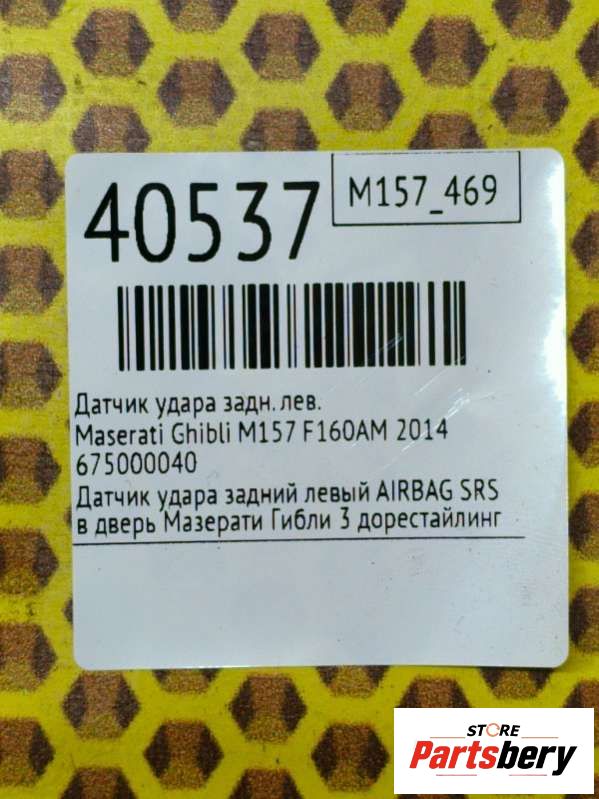 40537
M157_469
Датчик удара задн. лев.
Maserati Ghibli M157 F160AM 2014
675000040
Датчик удара задний левый AIRBAG SRS
в дверь Мазерати Гибли 3 дорестайлинг
STORE
Partsbery